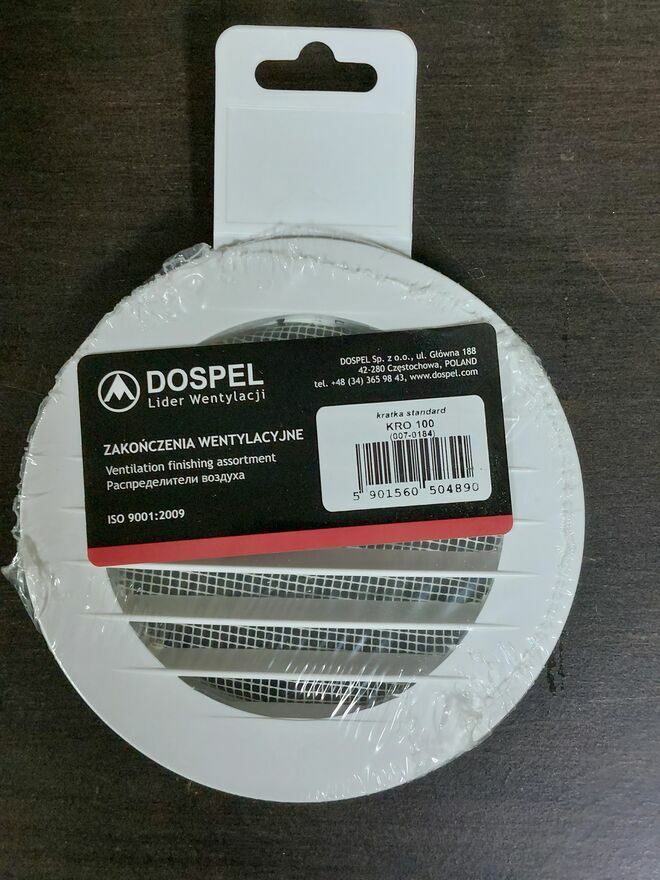 DOSPEL
Lider Wentylacji
DOSPEL Sp. z o.o., ul. Główna 188
42-280 Częstochowa, POLAND
tel. +48 (34) 365 98 43, www.dospel.com
ZAKOŃCZENIA WENTYLACYJNE
Ventilation finishing assortment
Распределители воздуха
ISO 9001:2009
kratka standard
KRO 100
(007-0184)
5 901560 504890